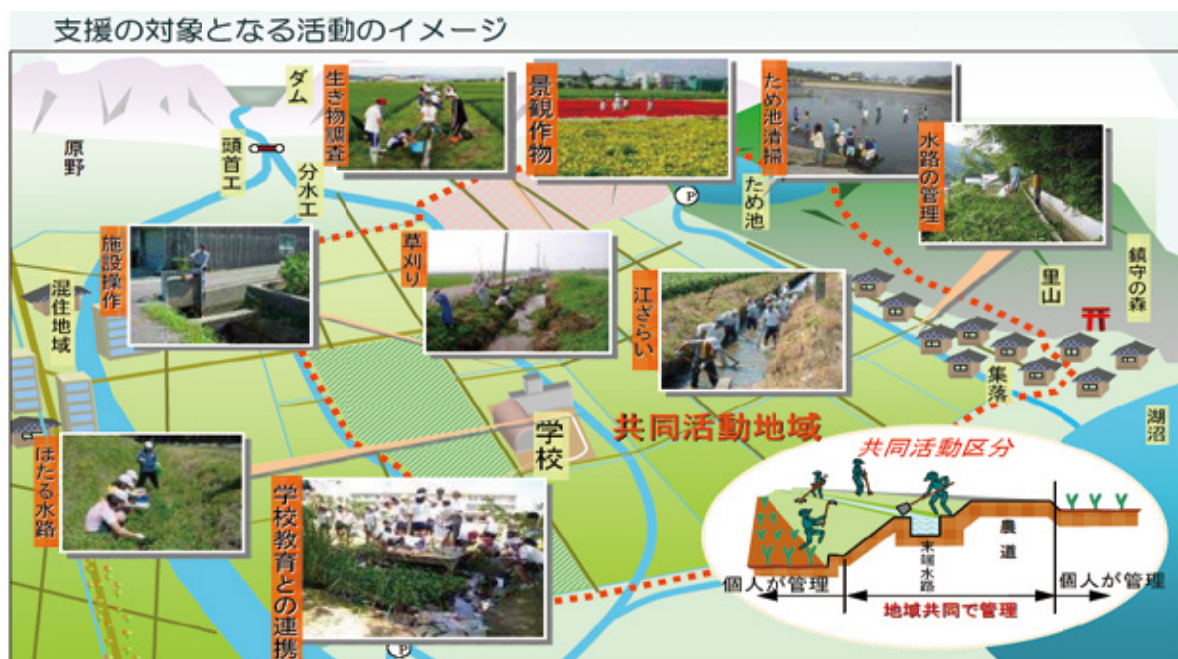 支援の対象となる活動のイメージ
ダム
生き物調査
景観作物
ため池清掃
水路の管理
原野
頭首工
分水工
P
ため池
施設操作
草刈り
江さらい
混住地域
里山
鎮守の森
集落
湖沼
ほたる水路
学校
共同活動地域
学校教育との連携
共同活動区分
末端水路
農道
個人が管理
個人が管理
地域共同で管理
P